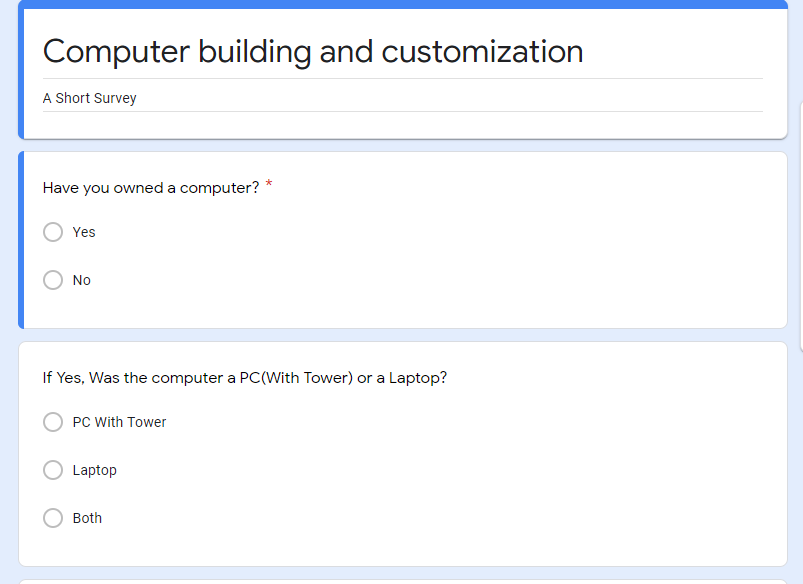 Computer building and customization
A Short Survey
Have you owned a computer? *
Yes
No
If Yes, Was the computer a PC(With Tower) or a Laptop?
PC With Tower
Laptop
Both